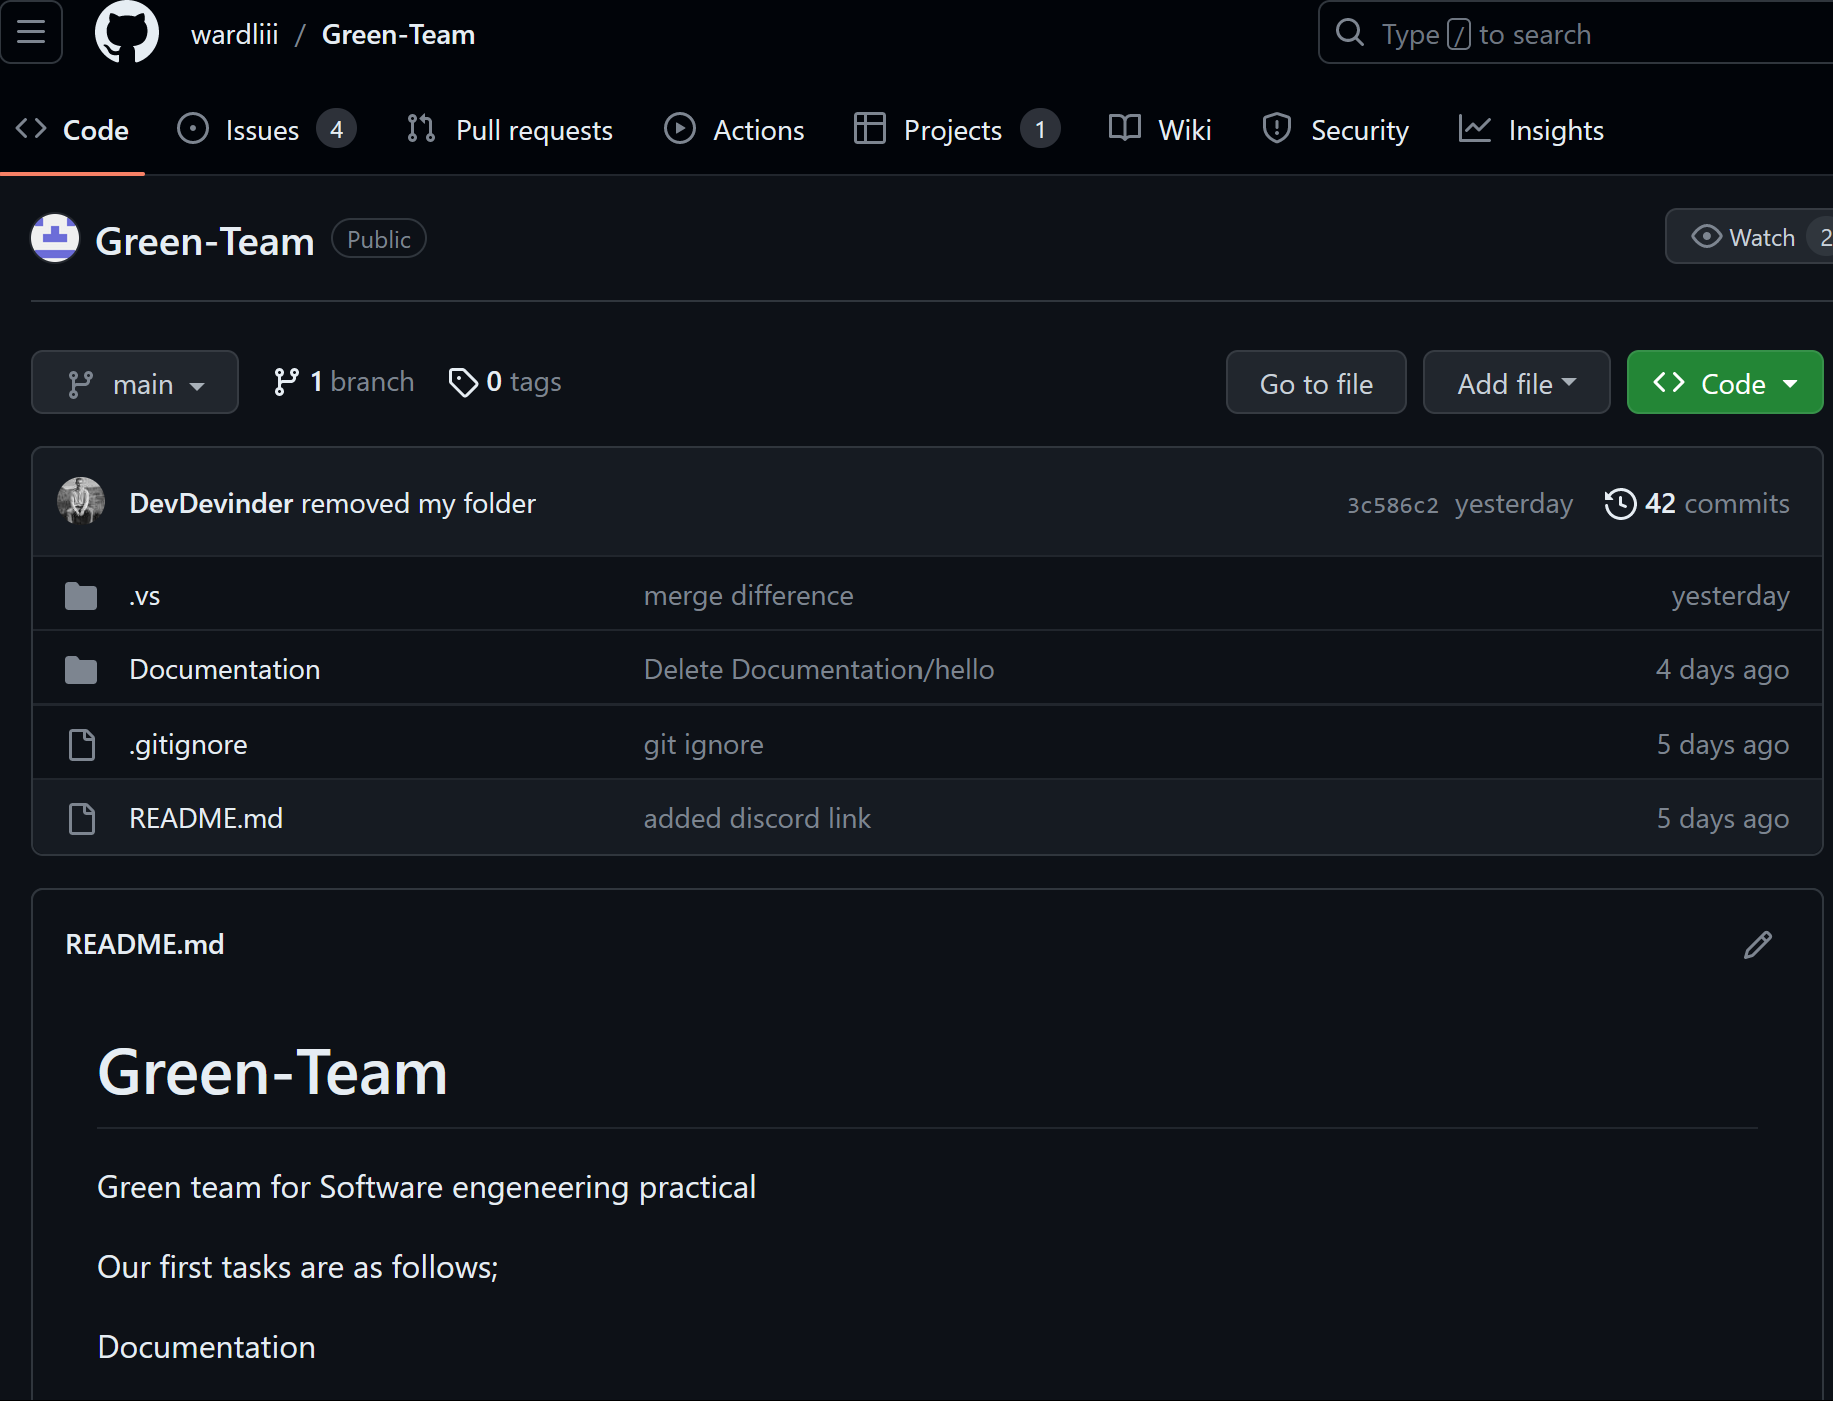 wardliii / Green-Team
Type / to search
Code Issues 4 Pull requests Actions Projects 1 Wiki Security Insights
Green-Team Public
Watch 2
main 1 branch 0 tags Go to file Add file Code
DevDevinder removed my folder 3c586c2 yesterday 42 commits
.vs merge difference yesterday
Documentation Delete Documentation/hello 4 days ago
.gitignore git ignore 5 days ago
README.md added discord link 5 days ago
README.md
Green-Team
Green team for Software engeneering practical
Our first tasks are as follows;
Documentation